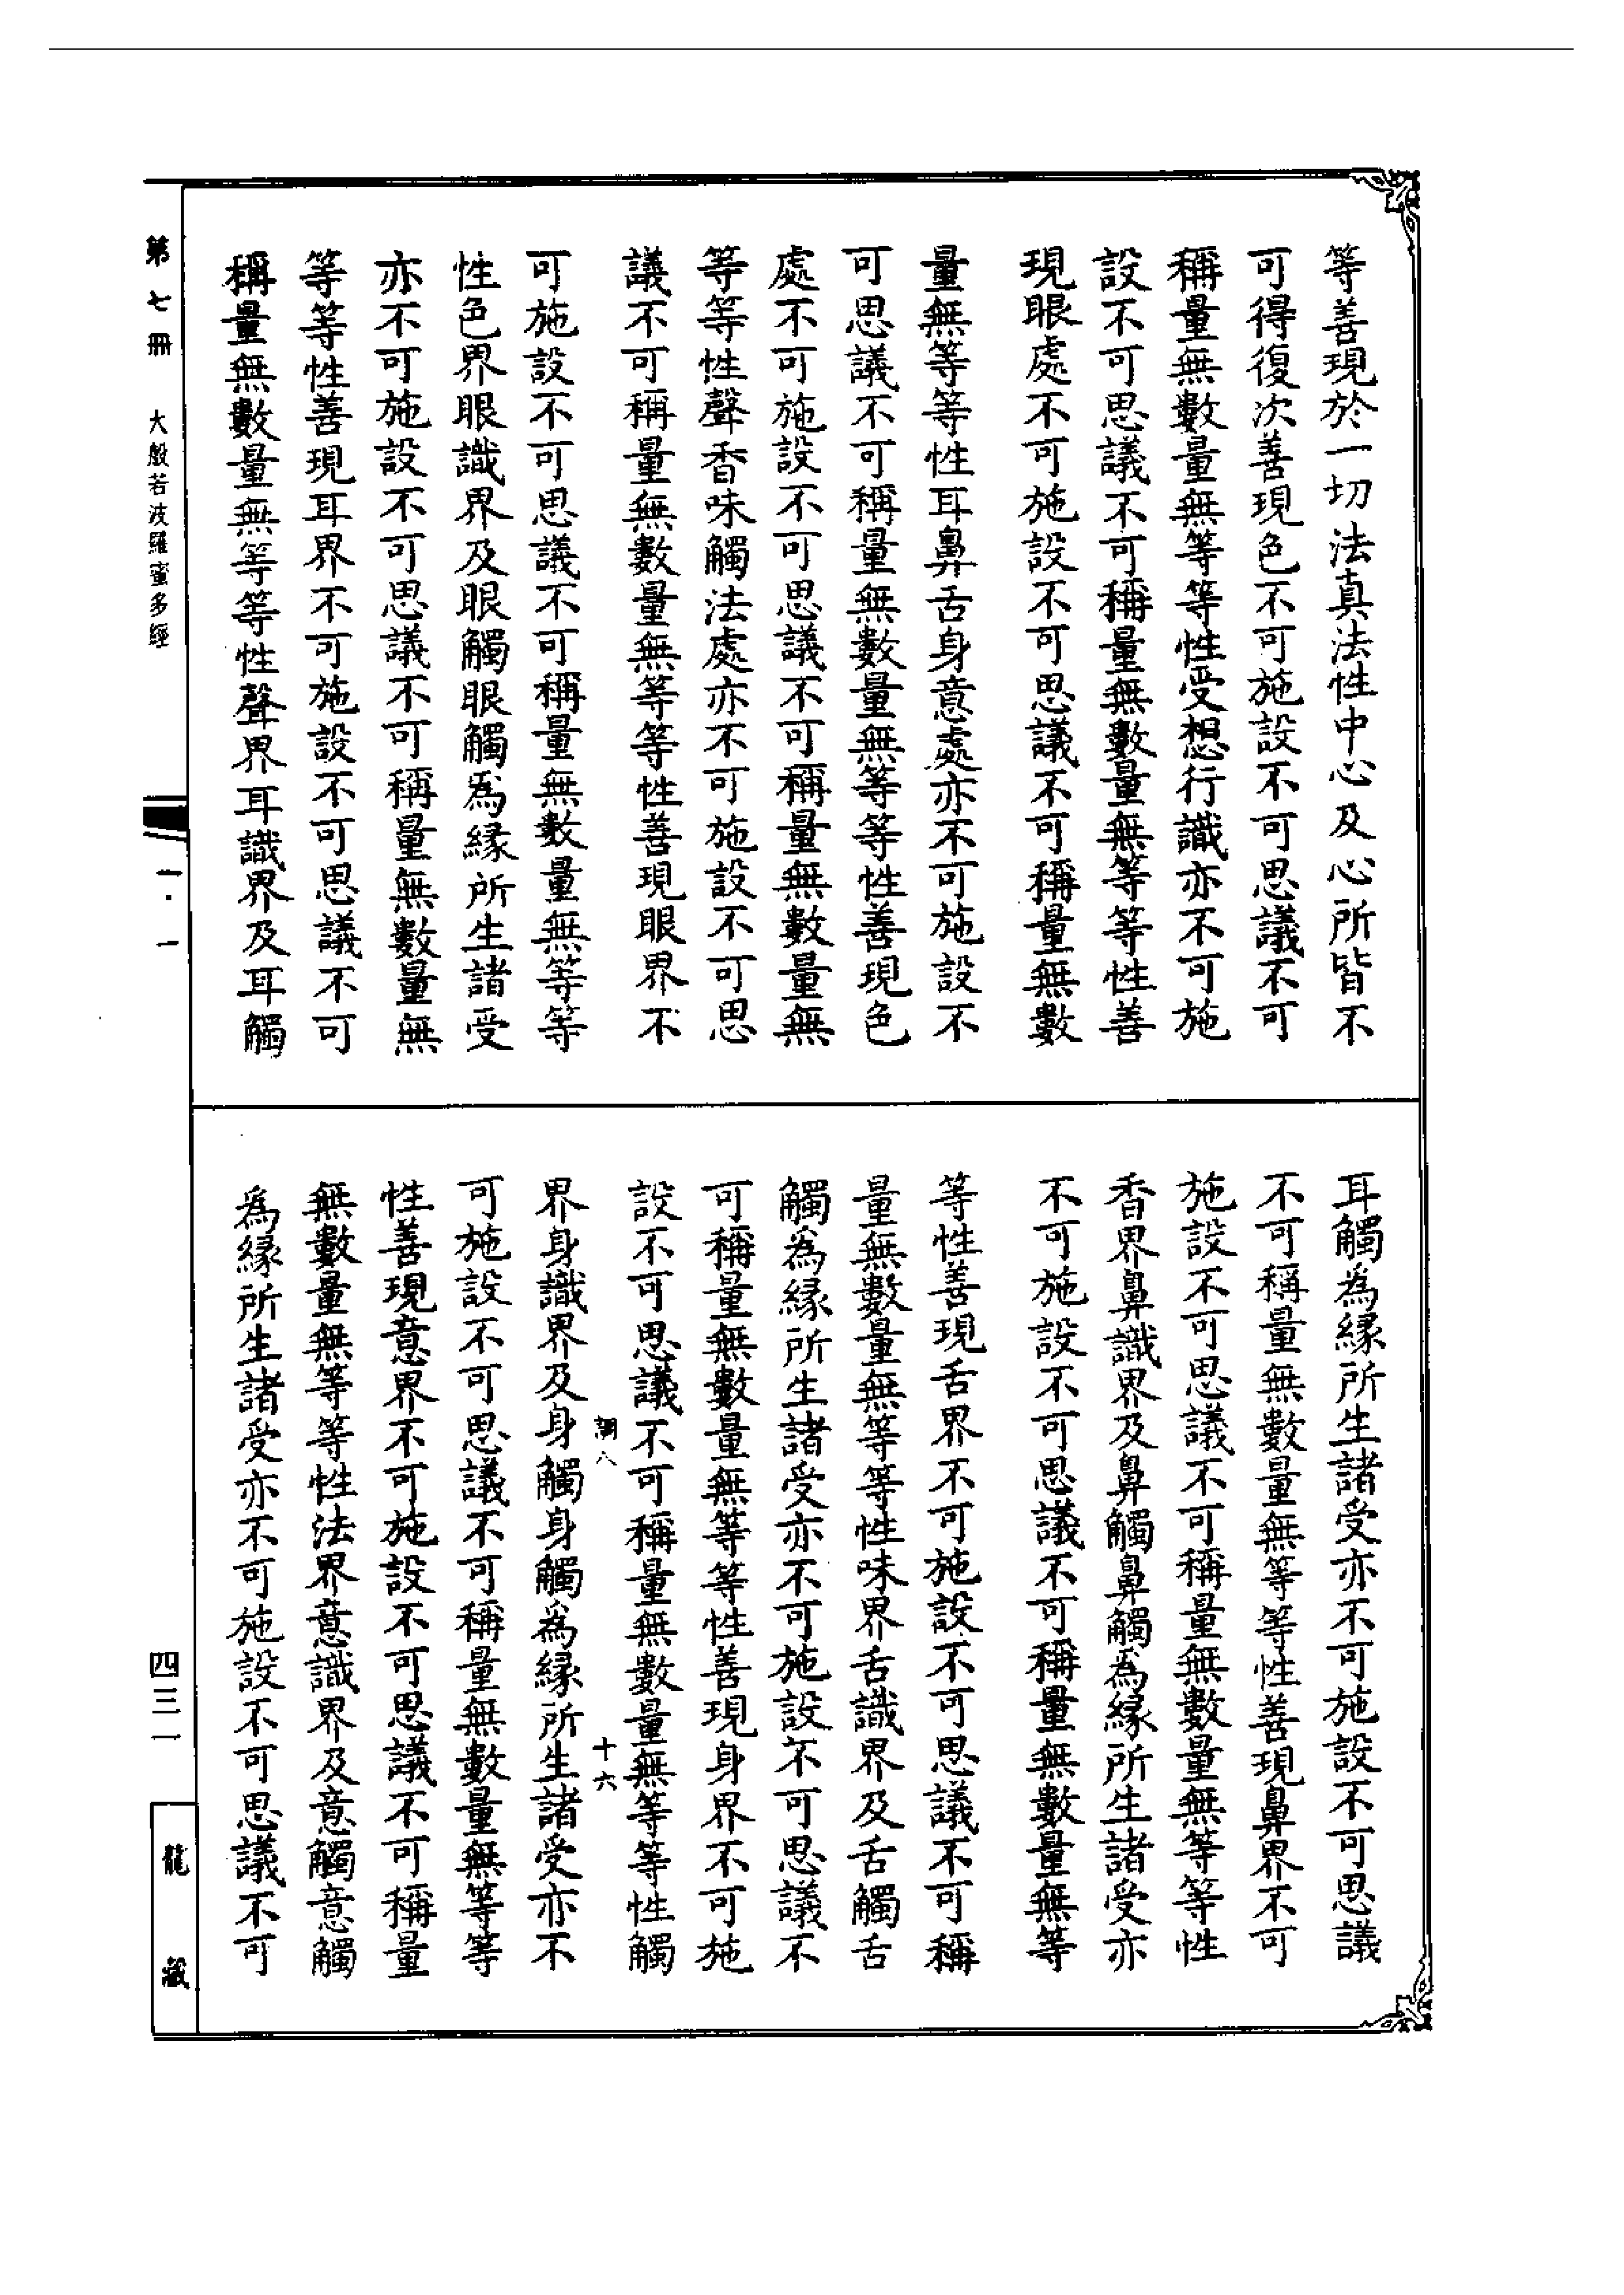 等善現於一切法真法性中心及心所皆不
可得復次善現色不可施設不可思議不可
稱量無數量無等等性受想行識亦不可施
設不可思議不可稱量無數量無等等性善
現眼處不可施設不可思議不可稱量無數
量無等等性耳鼻舌身意處亦不可施設不
可思議不可稱量無數量無等等性善現色
處不可施設不可思議不可稱量無數量無
等等性聲香味觸法處亦不可施設不可思
議不可稱量無數量無等等性善現眼界不
可施設不可思議不可稱量無數量無等等
性色界眼識界及眼觸眼觸為緣所生諸受
亦不可施設不可思議不可稱量無數量無
等等性善現耳界不可施設不可思議不可
稱量無數量無等等性聲界耳識界及耳觸
耳觸為緣所生諸受亦不可施設不可思議
不可稱量無數量無等等性善現鼻界不可
施設不可思議不可稱量無數量無等等性
香界鼻識界及鼻觸鼻觸為緣所生諸受亦
不可施設不可思議不可稱量無數量無等
等性善現舌界不可施設不可思議不可稱
量無數量無等等性味界舌識界及舌觸舌
觸為緣所生諸受亦不可施設不可思議不
可稱量無數量無等等性善現身界不可施
設不可思議不可稱量無數量無等等性觸
調八 十六
界身識界及身觸身觸為緣所生諸受亦不
可施設不可思議不可稱量無數量無等等
性善現意界不可施設不可思議不可稱量
無數量無等等性法界意識界及意觸意觸
為緣所生諸受亦不可施設不可思議不可
第七冊 大般若波羅蜜多經 一·一 四三一 龍藏